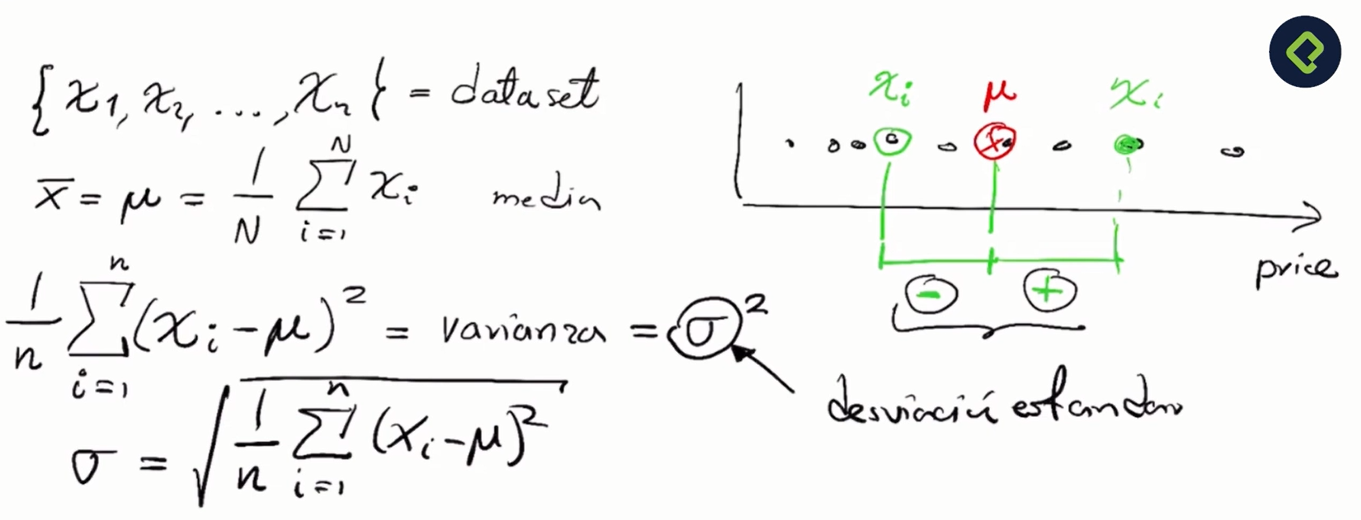 {x₁, x₂, ..., xₙ} = dataset
x̄ = μ = 1/N ∑_{i=1}^{N} xᵢ media
1/n ∑_{i=1}^{n} (xᵢ - μ)² = varianza = σ²
σ = √(1/n ∑_{i=1}^{n} (xᵢ - μ)²)
xᵢ μ xᵢ
price
- +
desviación estandar